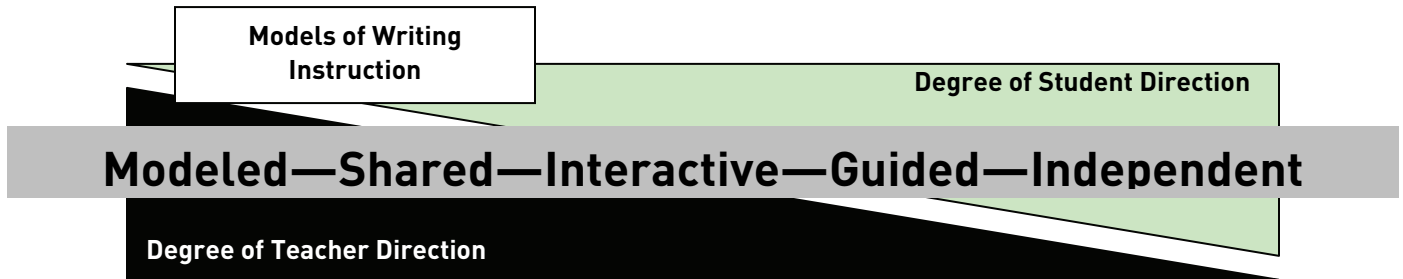 Models of Writing
Instruction
Degree of Student Direction
Modeled—Shared—Interactive—Guided—Independent
Degree of Teacher Direction